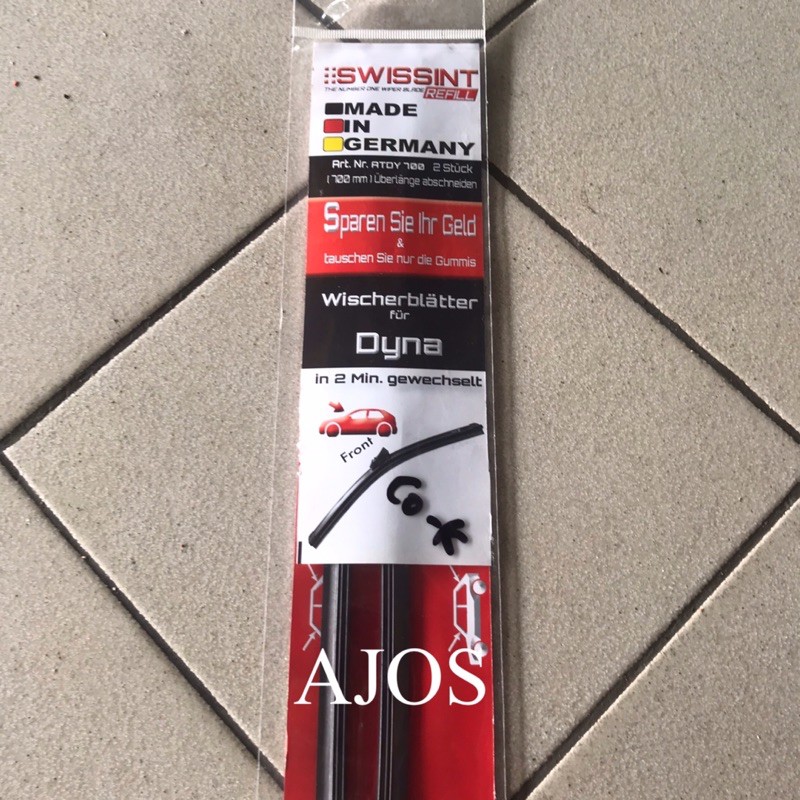 SWISSINT
THE NUMBER ONE WIPER BLADE REFILL
MADE
IN
GERMANY
Art. Nr. ATDY 700 2 Stück
(700 mm) Überlänge abschneiden
Sparen Sie Ihr Geld
&
tauschen Sie nur die Gummis
Wischerblätter
für
Dyna
in 2 Min. gewechselt
Front
Co-K
AJOS